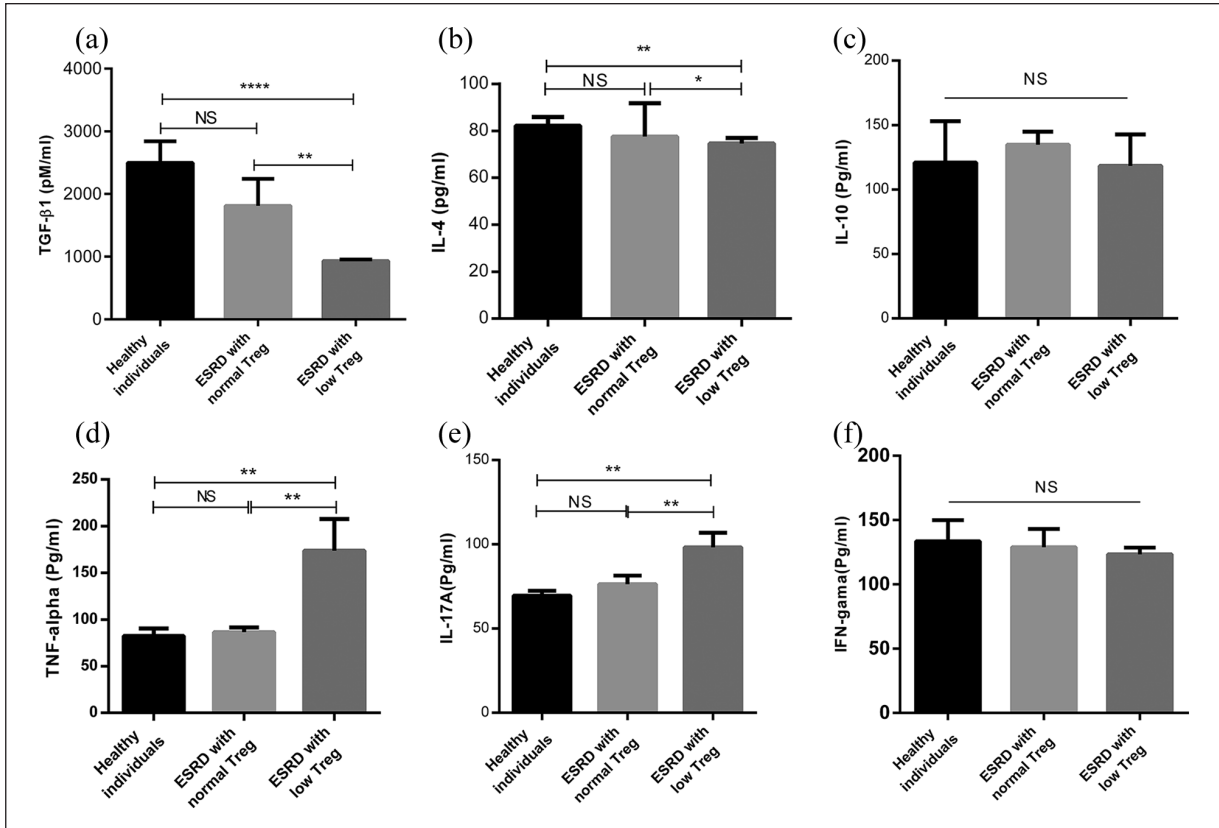 (a)
4000
3000
2000
1000
0
TGF-β1 (pM/ml)
****
NS
**
Healthy
individuals
ESRD with
normal Treg
ESRD with
low Treg
(b)
100
80
60
40
20
0
IL-4 (pg/ml)
**
NS
*
Healthy
individuals
ESRD with
normal Treg
ESRD with
low Treg
(c)
200
150
100
50
0
IL-10 (Pg/ml)
NS
Healthy
individuals
ESRD with
normal Treg
ESRD with
low Treg
(d)
250
200
150
100
50
0
TNF-alpha (Pg/ml)
**
NS
**
Healthy
individuals
ESRD with
normal Treg
ESRD with
low Treg
(e)
150
100
50
0
IL-17A(Pg/ml)
**
NS
**
Healthy
individuals
ESRD with
normal Treg
ESRD with
low Treg
(f)
200
150
100
50
0
IFN-gama(Pg/ml)
NS
Healthy
individuals
ESRD with
normal Treg
ESRD with
low Treg